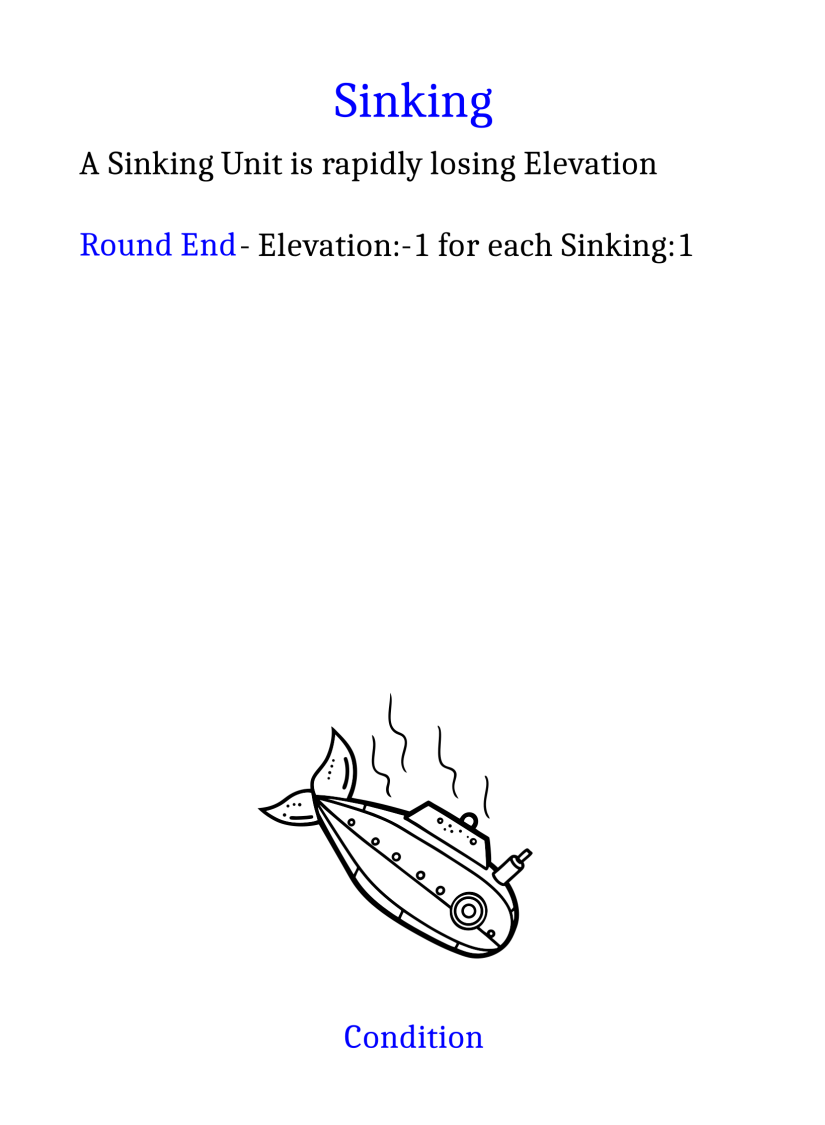 Sinking
A Sinking Unit is rapidly losing Elevation
Round End- Elevation:-1 for each Sinking:1
Condition